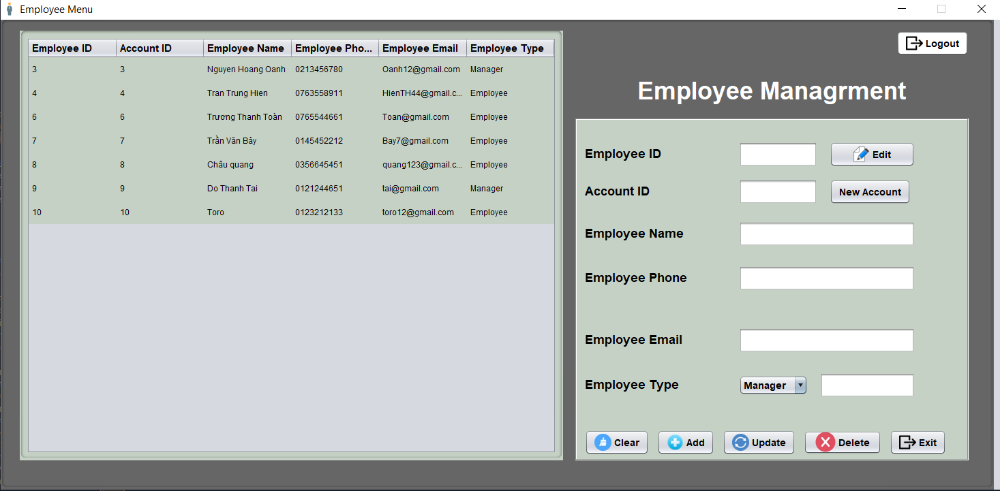 Employee Menu
Employee ID Account ID Employee Name Employee Pho... Employee Email Employee Type
3 3 Nguyen Hoang Oanh 0213456780 Oanh12@gmail.com Manager
4 4 Tran Trung Hien 0763558911 HienTH44@gmail.c... Employee
6 6 Trương Thanh Toàn 0765544661 Toan@gmail.com Employee
7 7 Trần Văn Bảy 0145452212 Bay7@gmail.com Employee
8 8 Châu quang 0356645451 quang123@gmail.c... Employee
9 9 Do Thanh Tai 0121244651 tai@gmail.com Manager
10 10 Toro 0123212133 toro12@gmail.com Employee
Logout
Employee Managrment
Employee ID Edit
Account ID New Account
Employee Name
Employee Phone
Employee Email
Employee Type Manager
Clear Add Update Delete Exit